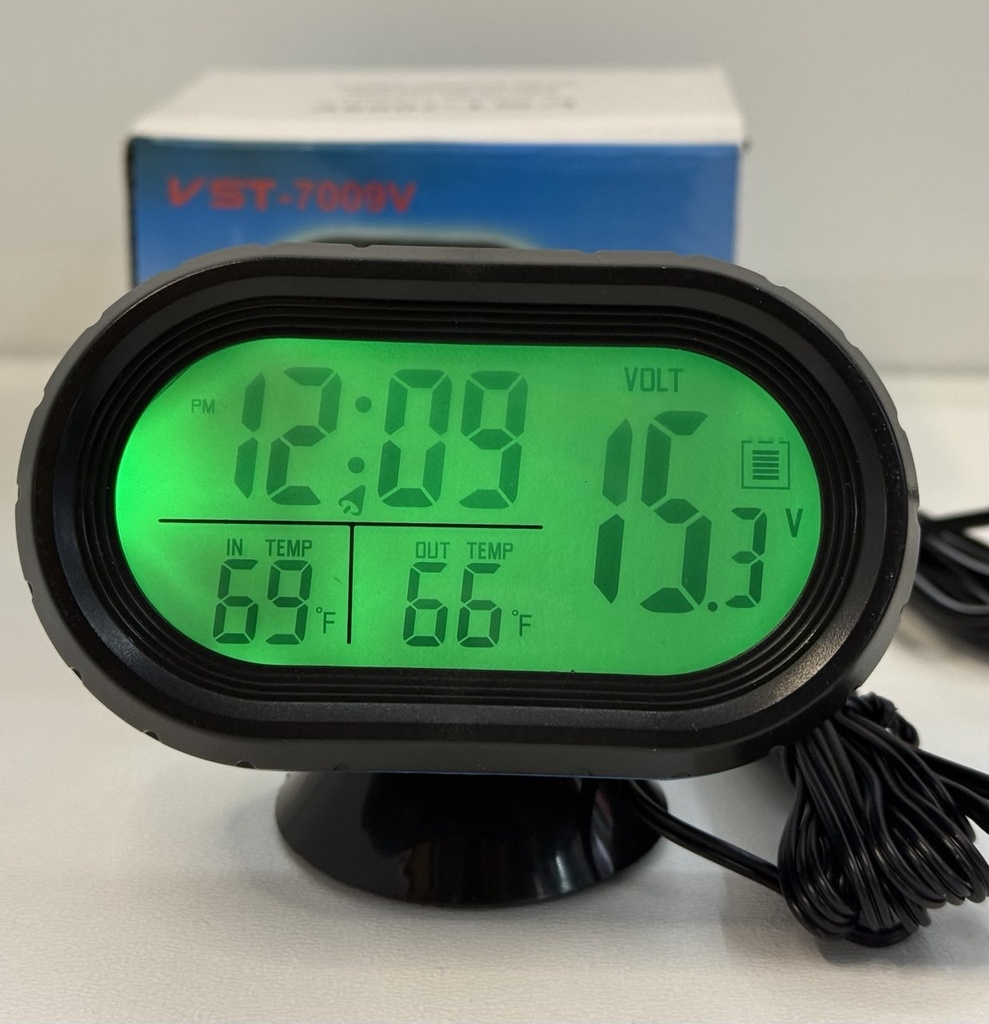 VST-7009V
PM 12:09
VOLT
15.3 V
IN TEMP
69 °F
OUT TEMP
66 °F